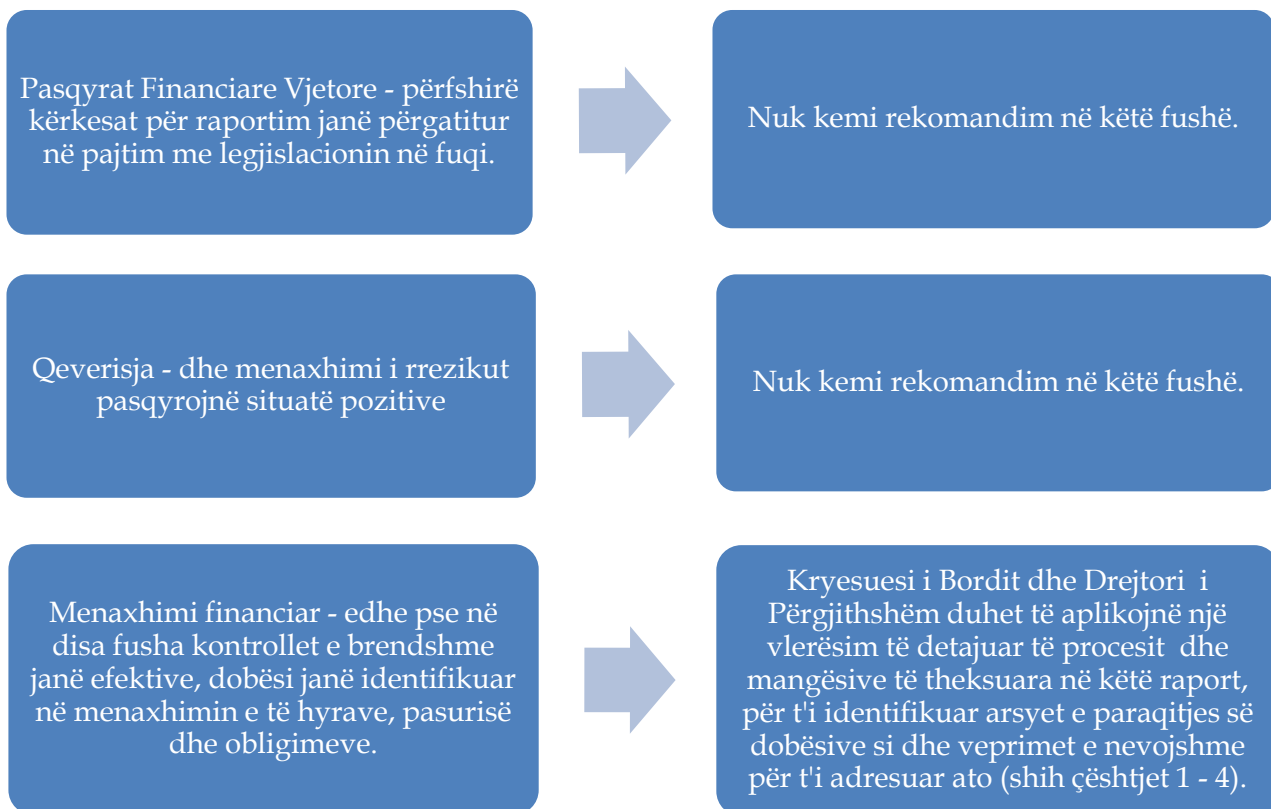 Pasqyrat Financiare Vjetore - përfshirë
kërkesat për raportim janë përgatitur
në pajtim me legjislacionin në fuqi.
Nuk kemi rekomandim në këtë fushë.
Qeverisja - dhe menaxhimi i rrezikut
pasqyrojnë situatë pozitive
Nuk kemi rekomandim në këtë fushë.
Menaxhimi financiar - edhe pse në
disa fusha kontrollet e brendshme
janë efektive, dobësi janë identifikuar
në menaxhimin e të hyrave, pasurisë
dhe obligimeve.
Kryesuesi i Bordit dhe Drejtori i
Përgjithshëm duhet të aplikojnë një
vlerësim të detajuar të procesit dhe
mangësive të theksuara në këtë raport,
për t'i identifikuar arsyet e paraqitjes së
dobësive si dhe veprimet e nevojshme
për t'i adresuar ato (shih çështjet 1 - 4).